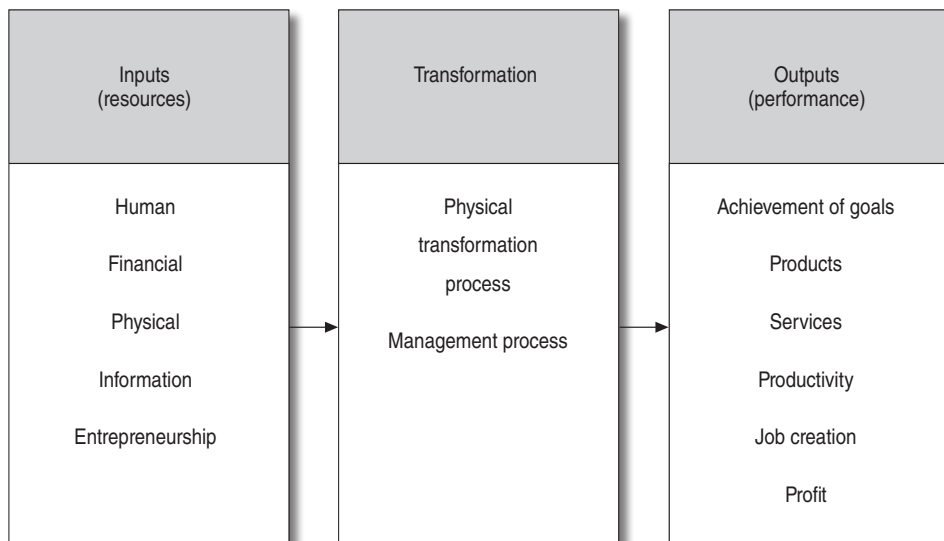 Inputs
(resources)
Human
Financial
Physical
Information
Entrepreneurship
Transformation
Physical
transformation
process
Management process
Outputs
(performance)
Achievement of goals
Products
Services
Productivity
Job creation
Profit